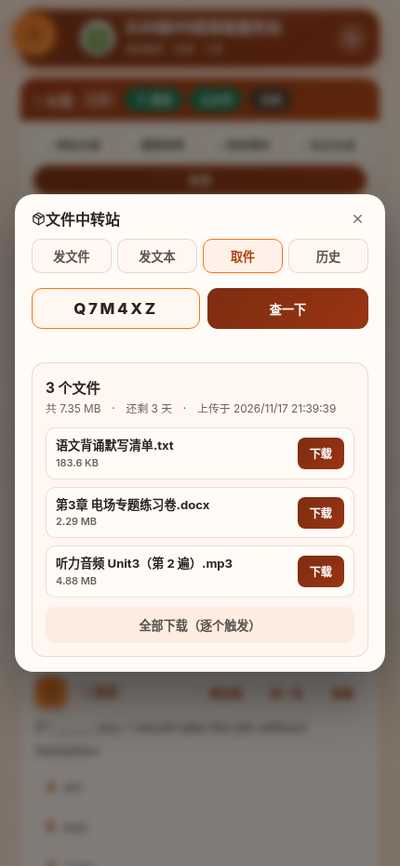 文件中转站
×
发文件 发文本 取件 历史
Q7M4XZ 查一下
3 个文件
共 7.35 MB · 还剩 3 天 · 上传于 2026/11/17 21:39:39
语文背诵默写清单.txt
183.6 KB
下载
第3章 电场专题练习卷.docx
2.29 MB
下载
听力音频 Unit3（第 2 遍）.mp3
4.88 MB
下载
全部下载（逐个触发）